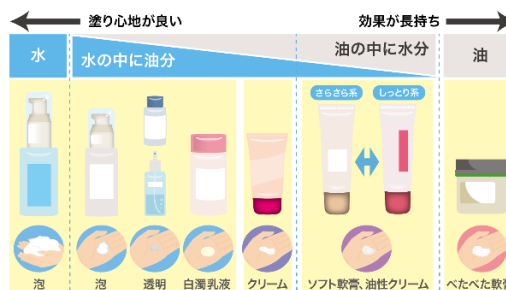 塗り心地が良い
効果が長持ち
水
水の中に油分
油の中に水分
油
さらさら系
しっとり系
泡
泡
透明
白濁乳液
クリーム
ソフト軟膏、油性クリーム
べたべた軟膏